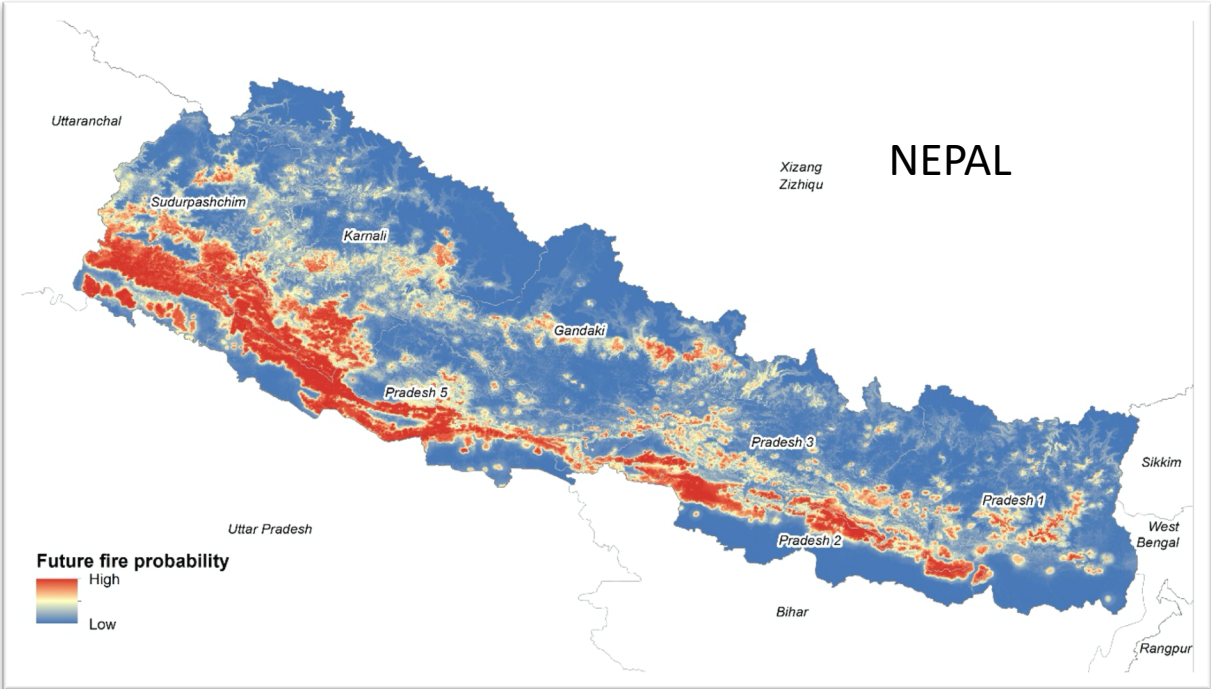 NEPAL
Uttaranchal
Xizang
Zizhiqu
Sudurpashchim
Karnali
Gandaki
Pradesh 5
Pradesh 3
Sikkim
Pradesh 1
Uttar Pradesh
West
Bengal
Pradesh 2
Future fire probability
High
Low
Bihar
Rangpur